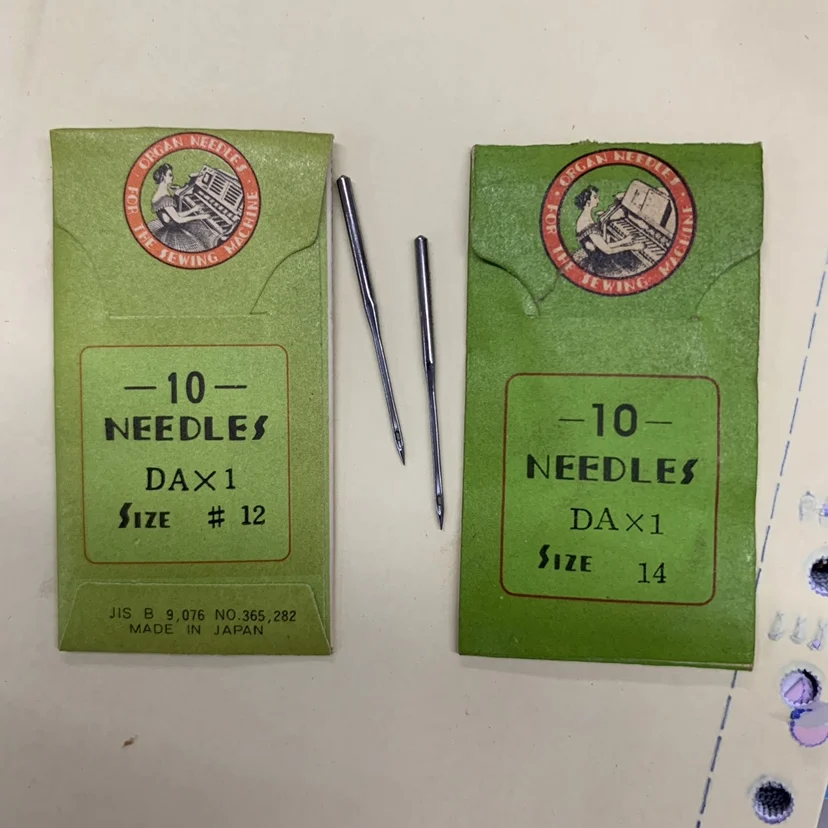 ORGAN NEEDLES
FOR THE SEWING MACHINE
—10—
NEEDLES
DA×1
SIZE # 12
JIS B 9,076 NO.365,282
MADE IN JAPAN
ORGAN NEEDLES
FOR THE SEWING MACHINE
—10—
NEEDLES
DA×1
SIZE 14